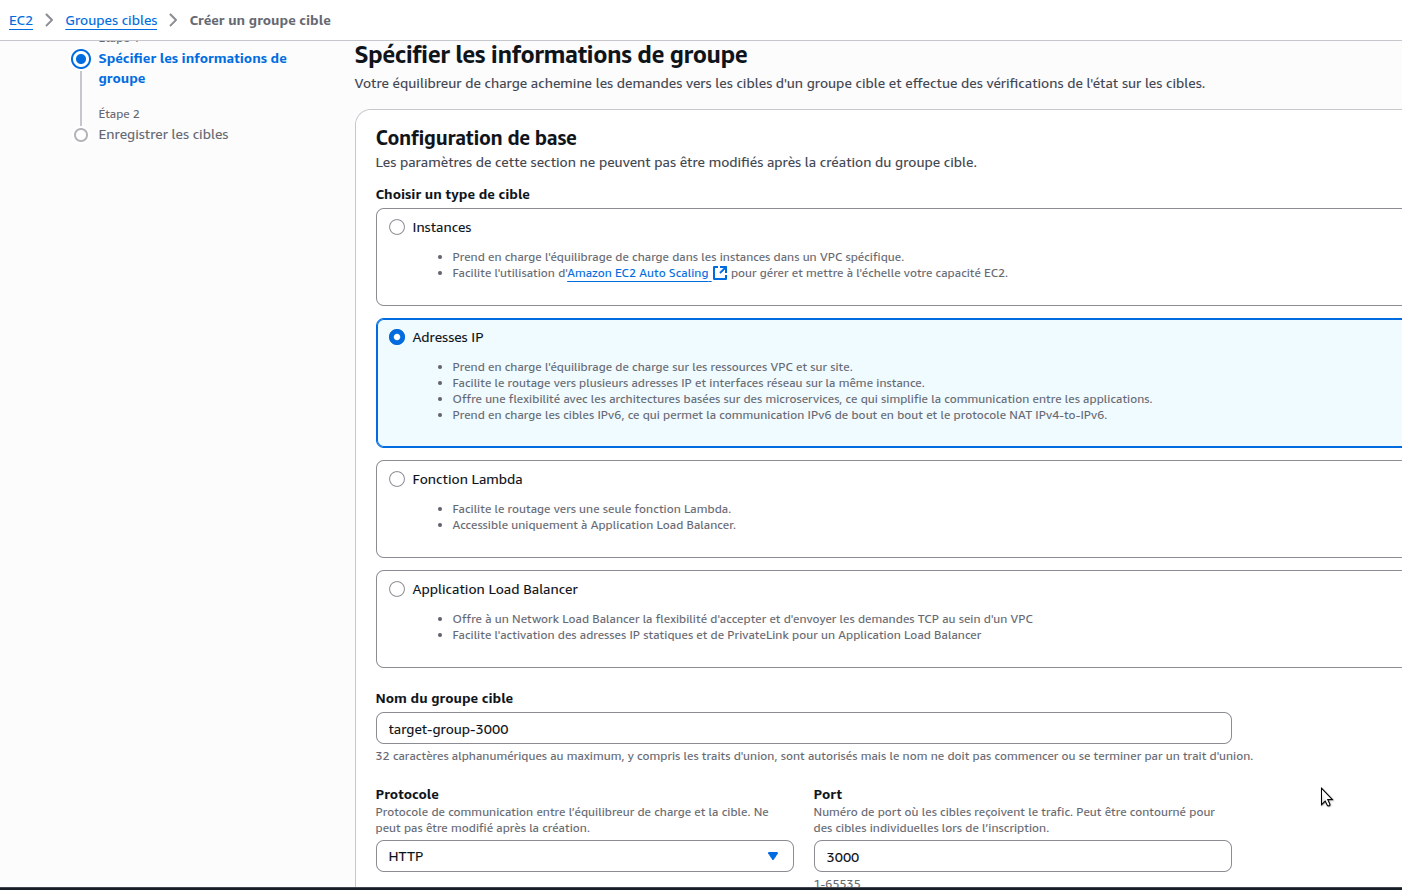 EC2 > Groupes cibles > Créer un groupe cible
Spécifier les informations de
groupe
Étape 2
Enregistrer les cibles
Spécifier les informations de groupe
Votre équilibreur de charge achemine les demandes vers les cibles d'un groupe cible et effectue des vérifications de l'état sur les cibles.
Configuration de base
Les paramètres de cette section ne peuvent pas être modifiés après la création du groupe cible.
Choisir un type de cible
Instances
• Prend en charge l'équilibrage de charge dans les instances dans un VPC spécifique.
• Facilite l'utilisation d'Amazon EC2 Auto Scaling pour gérer et mettre à l'échelle votre capacité EC2.
Adresses IP
• Prend en charge l'équilibrage de charge sur les ressources VPC et sur site.
• Facilite le routage vers plusieurs adresses IP et interfaces réseau sur la même instance.
• Offre une flexibilité avec les architectures basées sur des microservices, ce qui simplifie la communication entre les applications.
• Prend en charge les cibles IPv6, ce qui permet la communication IPv6 de bout en bout et le protocole NAT IPv4-to-IPv6.
Fonction Lambda
• Facilite le routage vers une seule fonction Lambda.
• Accessible uniquement à Application Load Balancer.
Application Load Balancer
• Offre à un Network Load Balancer la flexibilité d'accepter et d'envoyer les demandes TCP au sein d'un VPC
• Facilite l'activation des adresses IP statiques et de PrivateLink pour un Application Load Balancer
Nom du groupe cible
target-group-3000
32 caractères alphanumériques au maximum, y compris les traits d'union, sont autorisés mais le nom ne doit pas commencer ou se terminer par un trait d'union.
Protocole
Protocole de communication entre l'équilibreur de charge et la cible. Ne
peut pas être modifié après la création.
HTTP
Port
Numéro de port où les cibles reçoivent le trafic. Peut être contourné pour
des cibles individuelles lors de l'inscription.
3000
1-65535